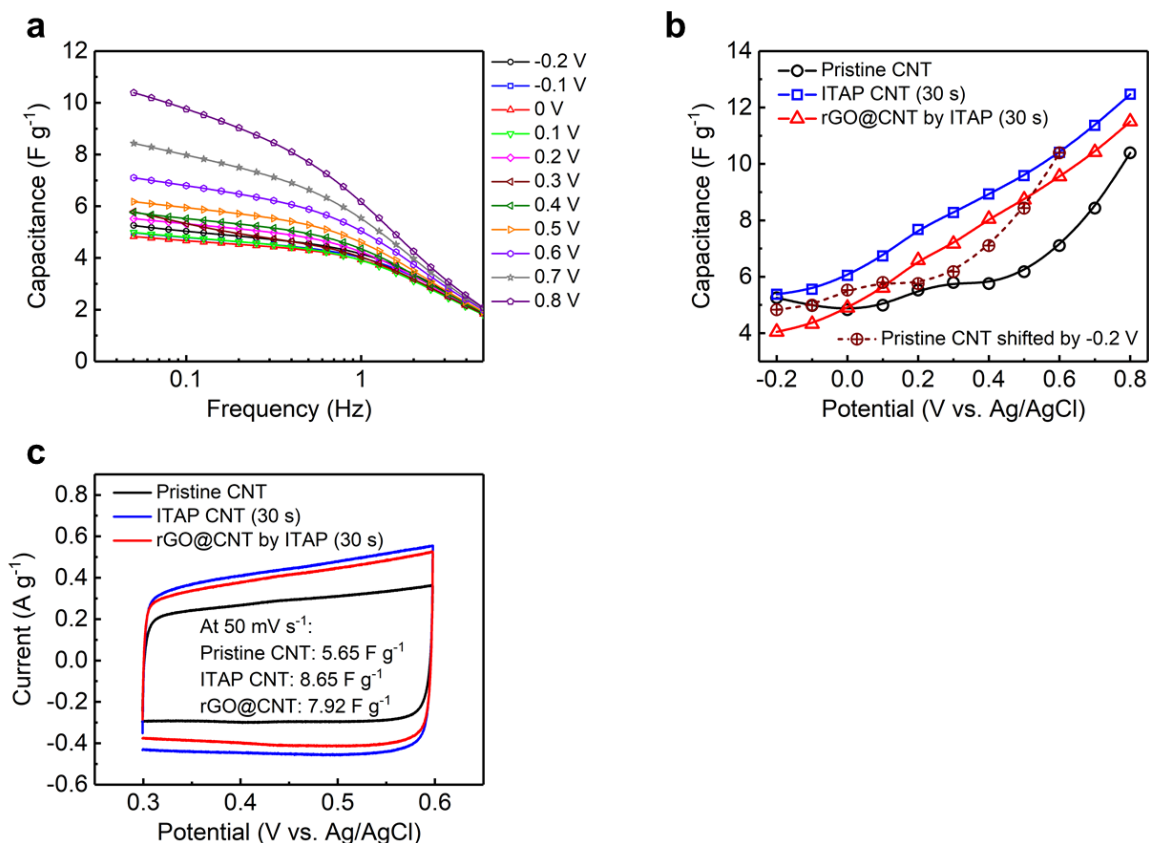 a
12
10
8
6
4
2
0
Capacitance (F g⁻¹)
0.1
1
Frequency (Hz)
-0.2 V
-0.1 V
0 V
0.1 V
0.2 V
0.3 V
0.4 V
0.5 V
0.6 V
0.7 V
0.8 V
b
14
12
10
8
6
4
Capacitance (F g⁻¹)
Pristine CNT
ITAP CNT (30 s)
rGO@CNT by ITAP (30 s)
Pristine CNT shifted by -0.2 V
-0.2 0.0 0.2 0.4 0.6 0.8
Potential (V vs. Ag/AgCl)
c
0.8
0.6
0.4
0.2
0.0
-0.2
-0.4
-0.6
Current (A g⁻¹)
Pristine CNT
ITAP CNT (30 s)
rGO@CNT by ITAP (30 s)
At 50 mV s⁻¹:
Pristine CNT: 5.65 F g⁻¹
ITAP CNT: 8.65 F g⁻¹
rGO@CNT: 7.92 F g⁻¹
0.3 0.4 0.5 0.6
Potential (V vs. Ag/AgCl)